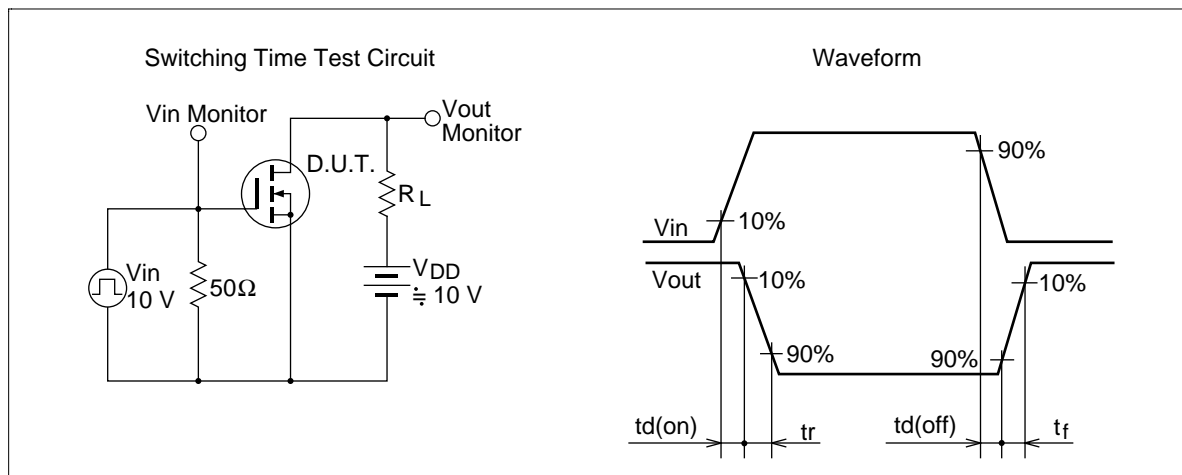 Switching Time Test Circuit
Vin Monitor
Vout
Monitor
D.U.T.
RL
Vin
10 V
50Ω
VDD
≒ 10 V
Waveform
90%
10%
Vin
Vout
10%
10%
90%
90%
td(on)
tr
td(off)
tf